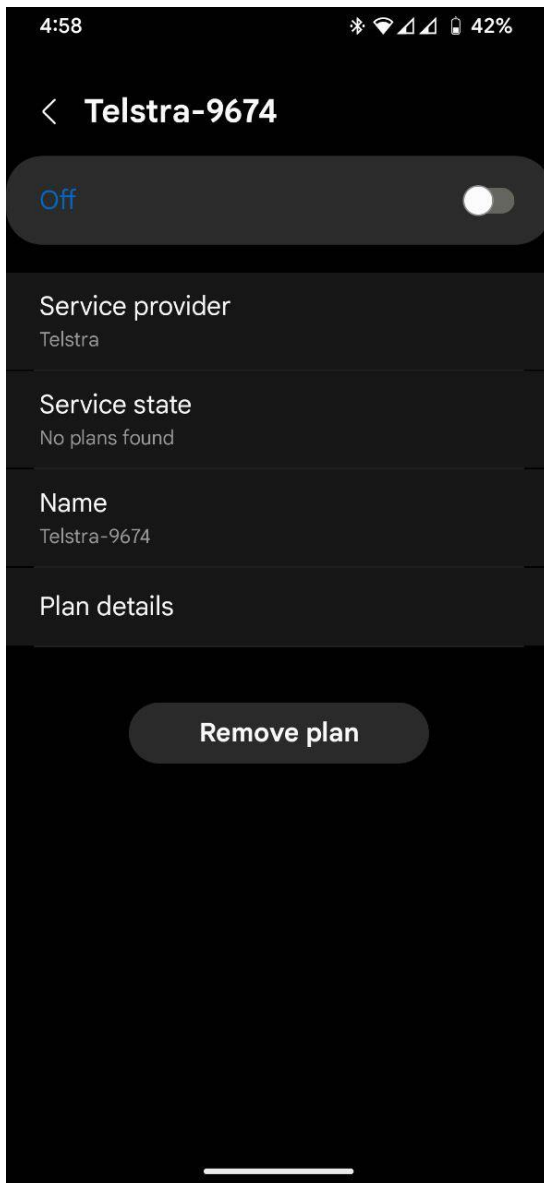 4:58
42%
Telstra-9674
Off
Service provider
Telstra
Service state
No plans found
Name
Telstra-9674
Plan details
Remove plan